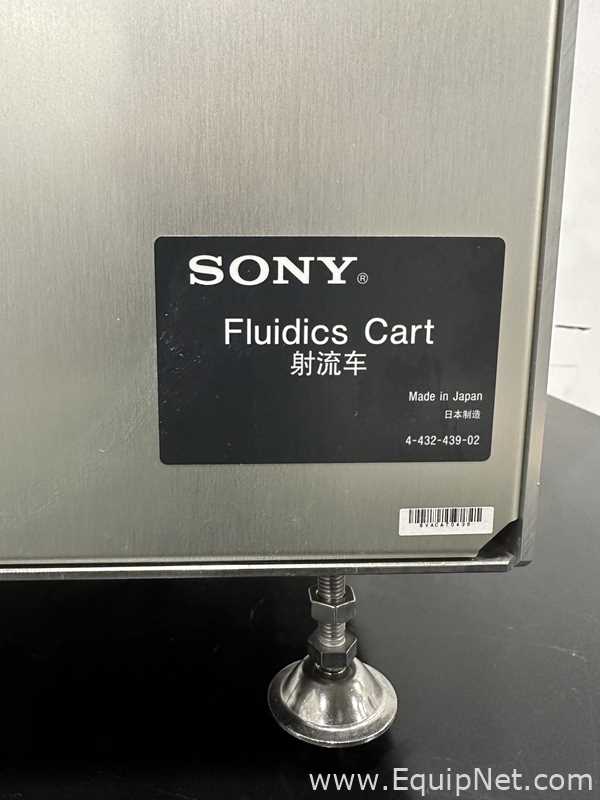 SONY®
Fluidics Cart
射流车
Made in Japan
日本制造
4-432-439-02
www.EquipNet.com